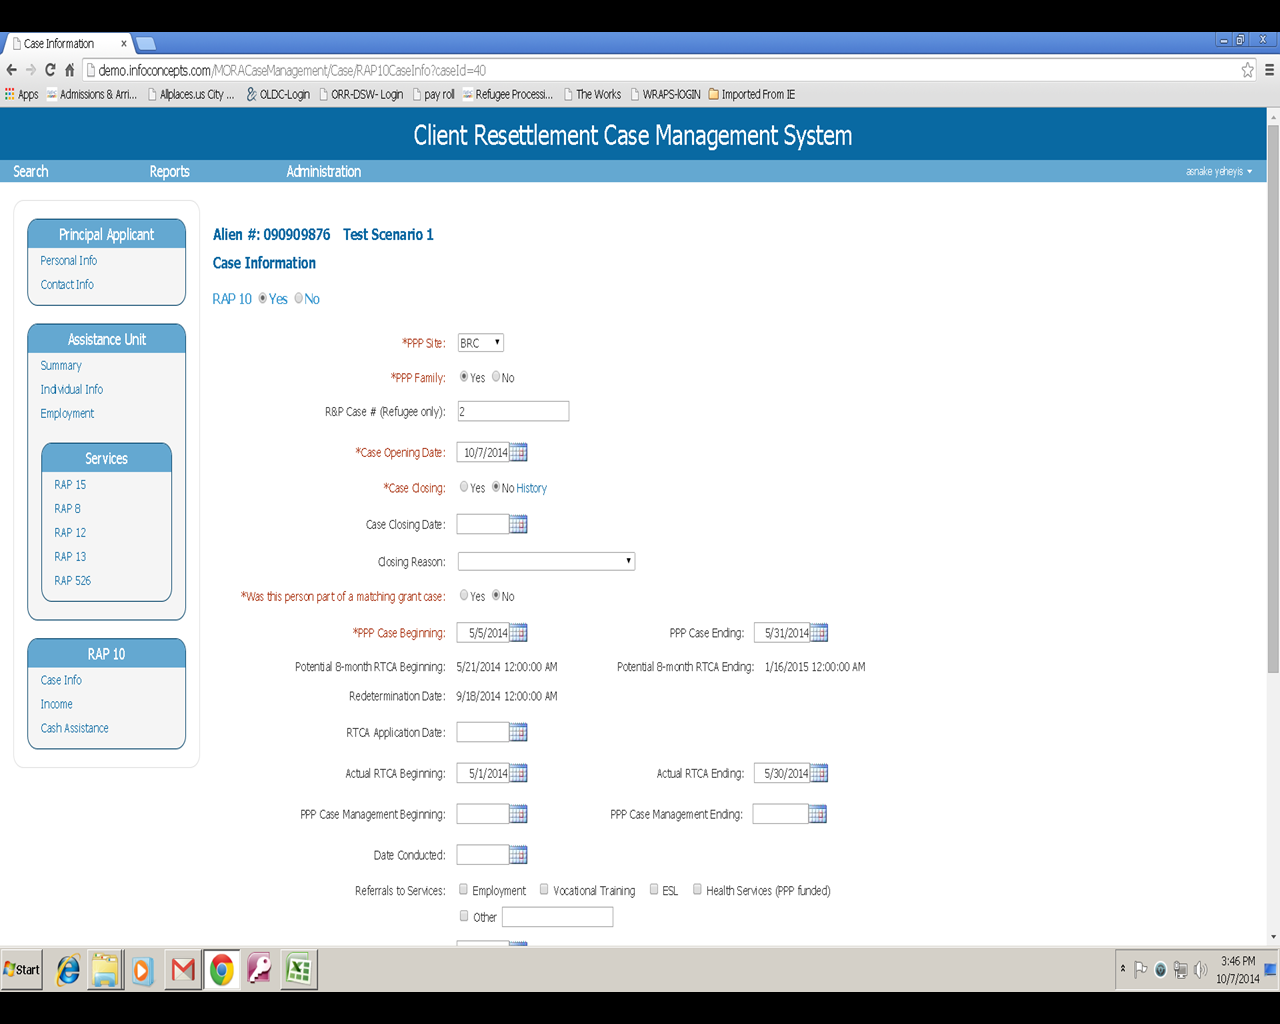 Case Information x
demo.infoconcepts.com/MORACaseManagement/Case/RAP10CaseInfo?caseId=40
Apps Admissions & Arri... Allplaces.us City ... OLDC-Login ORR-DSW- Login pay roll Refugee Processi... The Works WRAPS-lOGIN Imported From IE
Client Resettlement Case Management System
Search Reports Administration asnake yeheyis
Principal Applicant
Personal Info
Contact Info
Assistance Unit
Summary
Individual Info
Employment
Services
RAP 15
RAP 8
RAP 12
RAP 13
RAP 526
RAP 10
Case Info
Income
Cash Assistance
Alien #: 090909876 Test Scenario 1
Case Information
RAP 10 Yes No
*PPP Site: BRC
*PPP Family: Yes No
R&P Case # (Refugee only): 2
*Case Opening Date: 10/7/2014
*Case Closing: Yes No History
Case Closing Date:
Closing Reason:
*Was this person part of a matching grant case: Yes No
*PPP Case Beginning: 5/5/2014 PPP Case Ending: 5/31/2014
Potential 8-month RTCA Beginning: 5/21/2014 12:00:00 AM Potential 8-month RTCA Ending: 1/16/2015 12:00:00 AM
Redetermination Date: 9/18/2014 12:00:00 AM
RTCA Application Date:
Actual RTCA Beginning: 5/1/2014 Actual RTCA Ending: 5/30/2014
PPP Case Management Beginning: PPP Case Management Ending:
Date Conducted:
Referrals to Services: Employment Vocational Training ESL Health Services (PPP funded)
Other
Start
3:46 PM
10/7/2014